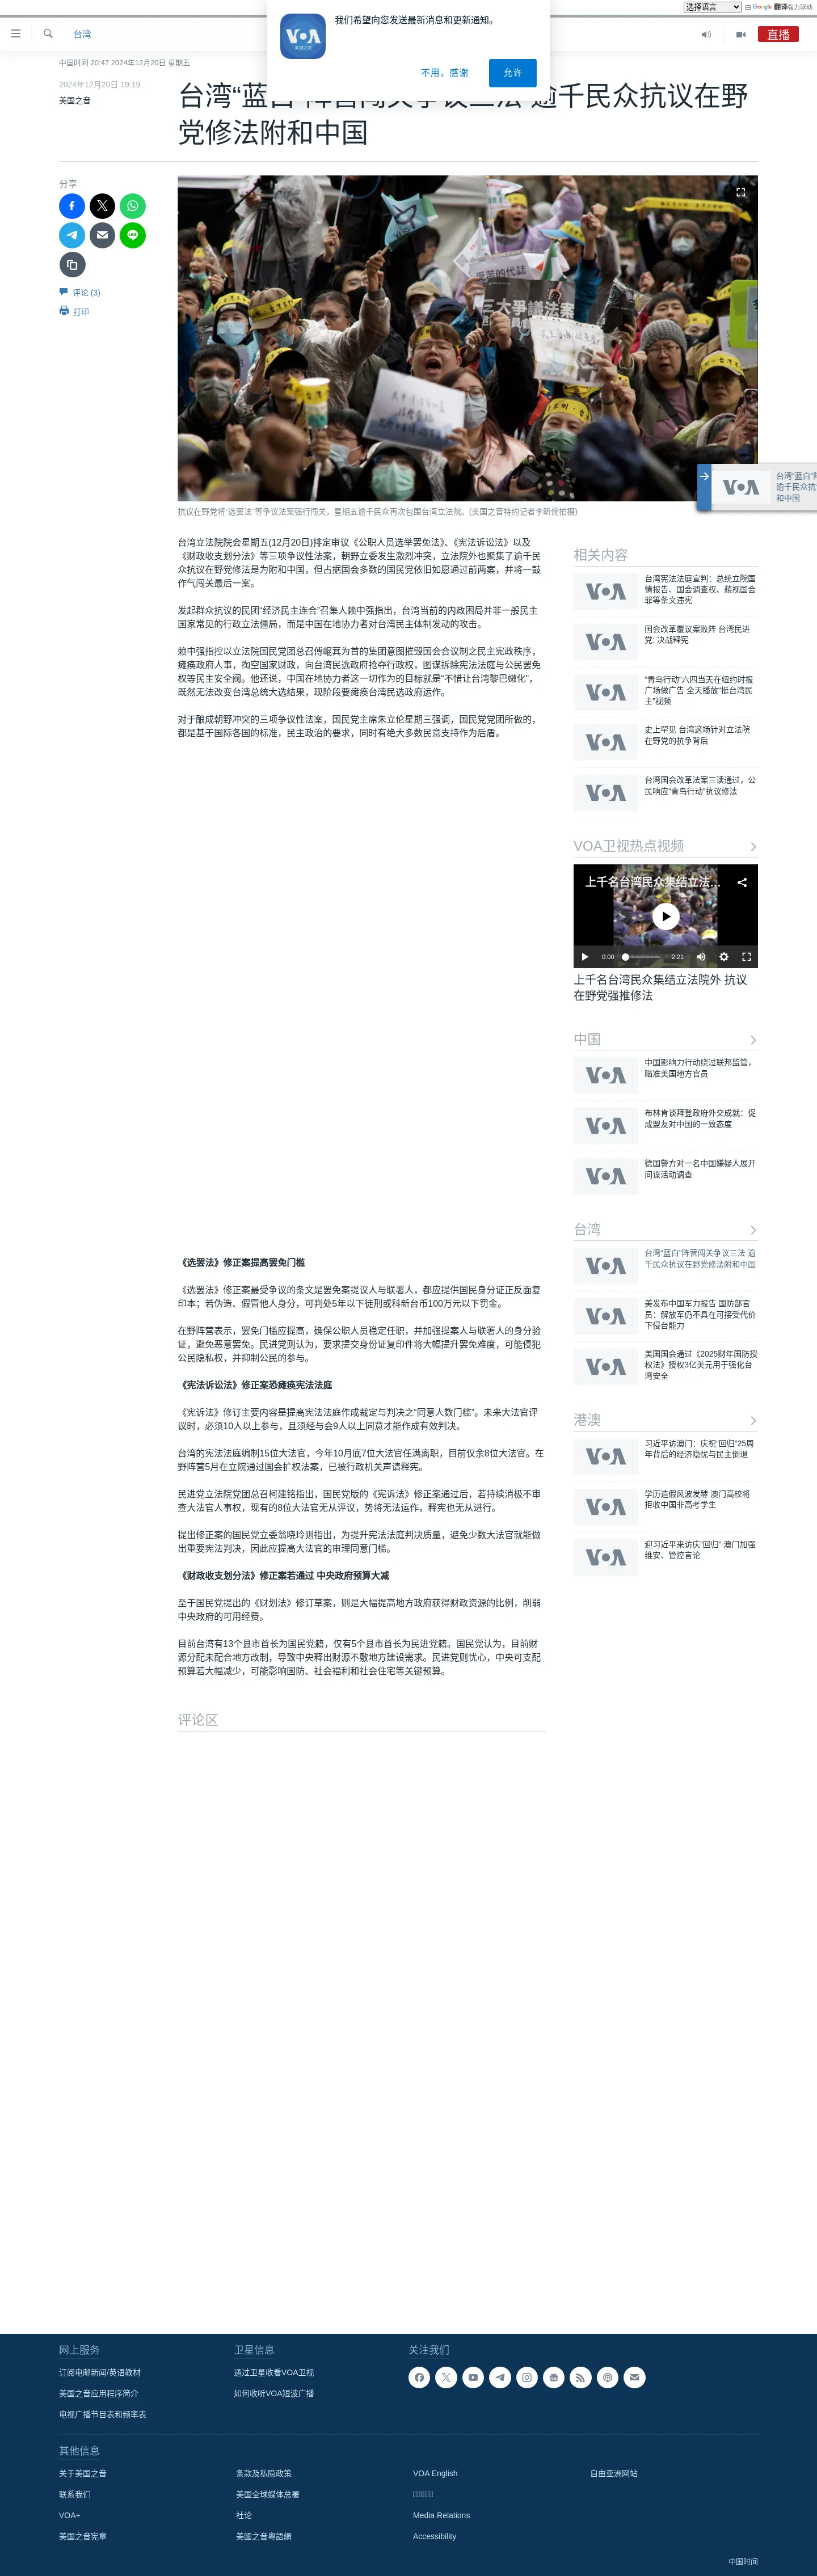 选择语言
由 Google 翻译强力驱动
我们希望向您发送最新消息和更新通知。
不用，感谢
允许
台湾
直播
中国时间 20:47 2024年12月20日 星期五
2024年12月20日 19:19
美国之音
逾千民众抗议在野
党修法附和中国
分享
评论 (3)
打印
三大爭議法案
抗议在野党将“选罢法”等争议法案强行闯关，星期五逾千民众再次包围台湾立法院。(美国之音特约记者李昕儒拍摄)
VOA
台湾“蓝白”阵
逾千民众抗
和中国
台湾立法院院会星期五(12月20日)排定审议《公职人员选举罢免法》、《宪法诉讼法》以及
《财政收支划分法》等三项争议性法案，朝野立委发生激烈冲突，立法院外也聚集了逾千民
众抗议在野党修法是为附和中国，但占据国会多数的国民党依旧如愿通过前两案，并将一鼓
作气闯关最后一案。
发起群众抗议的民团“经济民主连合”召集人赖中强指出，台湾当前的内政困局并非一般民主
国家常见的行政立法僵局，而是中国在地协力者对台湾民主体制发动的攻击。
赖中强指控以立法院国民党团总召傅崐萁为首的集团意图摧毁国会合议制之民主宪政秩序，
瘫痪政府人事，掏空国家财政，向台湾民选政府抢夺行政权，图谋拆除宪法法庭与公民罢免
权等民主安全阀。他还说，中国在地协力者这一切作为的目标就是“不惜让台湾黎巴嫩化”，
既然无法改变台湾总统大选结果，现阶段要瘫痪台湾民选政府运作。
对于酿成朝野冲突的三项争议性法案，国民党主席朱立伦星期三强调，国民党党团所做的，
都是基于国际各国的标准，民主政治的要求，同时有绝大多数民意支持作为后盾。
《选罢法》修正案提高罢免门槛
《选罢法》修正案最受争议的条文是罢免案提议人与联署人，都应提供国民身分证正反面复
印本；若伪造、假冒他人身分，可判处5年以下徒刑或科新台币100万元以下罚金。
在野阵营表示，罢免门槛应提高，确保公职人员稳定任职，并加强提案人与联署人的身分验
证，避免恶意罢免。民进党则认为，要求提交身份证复印件将大幅提升罢免难度，可能侵犯
公民隐私权，并抑制公民的参与。
《宪法诉讼法》修正案恐瘫痪宪法法庭
《宪诉法》修订主要内容是提高宪法法庭作成裁定与判决之“同意人数门槛”。未来大法官评
议时，必须10人以上参与，且须经与会9人以上同意才能作成有效判决。
台湾的宪法法庭编制15位大法官，今年10月底7位大法官任满离职，目前仅余8位大法官。在
野阵营5月在立院通过国会扩权法案，已被行政机关声请释宪。
民进党立法院党团总召柯建铭指出，国民党版的《宪诉法》修正案通过后，若持续消极不审
查大法官人事权，现有的8位大法官无从评议，势将无法运作，释宪也无从进行。
提出修正案的国民党立委翁晓玲则指出，为提升宪法法庭判决质量，避免少数大法官就能做
出重要宪法判决，因此应提高大法官的审理同意门槛。
《财政收支划分法》修正案若通过 中央政府预算大减
至于国民党提出的《财划法》修订草案，则是大幅提高地方政府获得财政资源的比例，削弱
中央政府的可用经费。
目前台湾有13个县市首长为国民党籍，仅有5个县市首长为民进党籍。国民党认为，目前财
源分配未配合地方改制，导致中央释出财源不敷地方建设需求。民进党则忧心，中央可支配
预算若大幅减少，可能影响国防、社会福利和社会住宅等关键预算。
评论区
相关内容
台湾宪法法庭宣判：总统立院国
情报告、国会调查权、藐视国会
罪等条文违宪
国会改革覆议案败阵 台湾民进
党: 决战释宪
“青鸟行动”六四当天在纽约时报
广场做广告 全天播放“挺台湾民
主”视频
史上罕见 台湾这场针对立法院
在野党的抗争背后
台湾国会改革法案三读通过，公
民响应“青鸟行动”抗议修法
VOA卫视热点视频
上千名台湾民众集结立法…
0:00
2:21
上千名台湾民众集结立法院外 抗议
在野党强推修法
中国
中国影响力行动绕过联邦监管，
瞄准美国地方官员
布林肯谈拜登政府外交成就：促
成盟友对中国的一致态度
德国警方对一名中国嫌疑人展开
间谍活动调查
台湾
台湾“蓝白”阵营闯关争议三法 逾
千民众抗议在野党修法附和中国
美发布中国军力报告 国防部官
员：解放军仍不具在可接受代价
下侵台能力
美国国会通过《2025财年国防授
权法》授权3亿美元用于强化台
湾安全
港澳
习近平访澳门：庆祝“回归”25周
年背后的经济隐忧与民主倒退
学历造假风波发酵 澳门高校将
拒收中国非高考学生
迎习近平来访庆“回归” 澳门加强
维安、管控言论
网上服务
订阅电邮新闻/英语教材
美国之音应用程序简介
电视广播节目表和频率表
卫星信息
通过卫星收看VOA卫视
如何收听VOA短波广播
关注我们
其他信息
关于美国之音
联系我们
VOA+
美国之音宪章
条款及私隐政策
美国全球媒体总署
社论
美國之音粵語網
VOA English
Media Relations
Accessibility
自由亚洲网站
中国时间